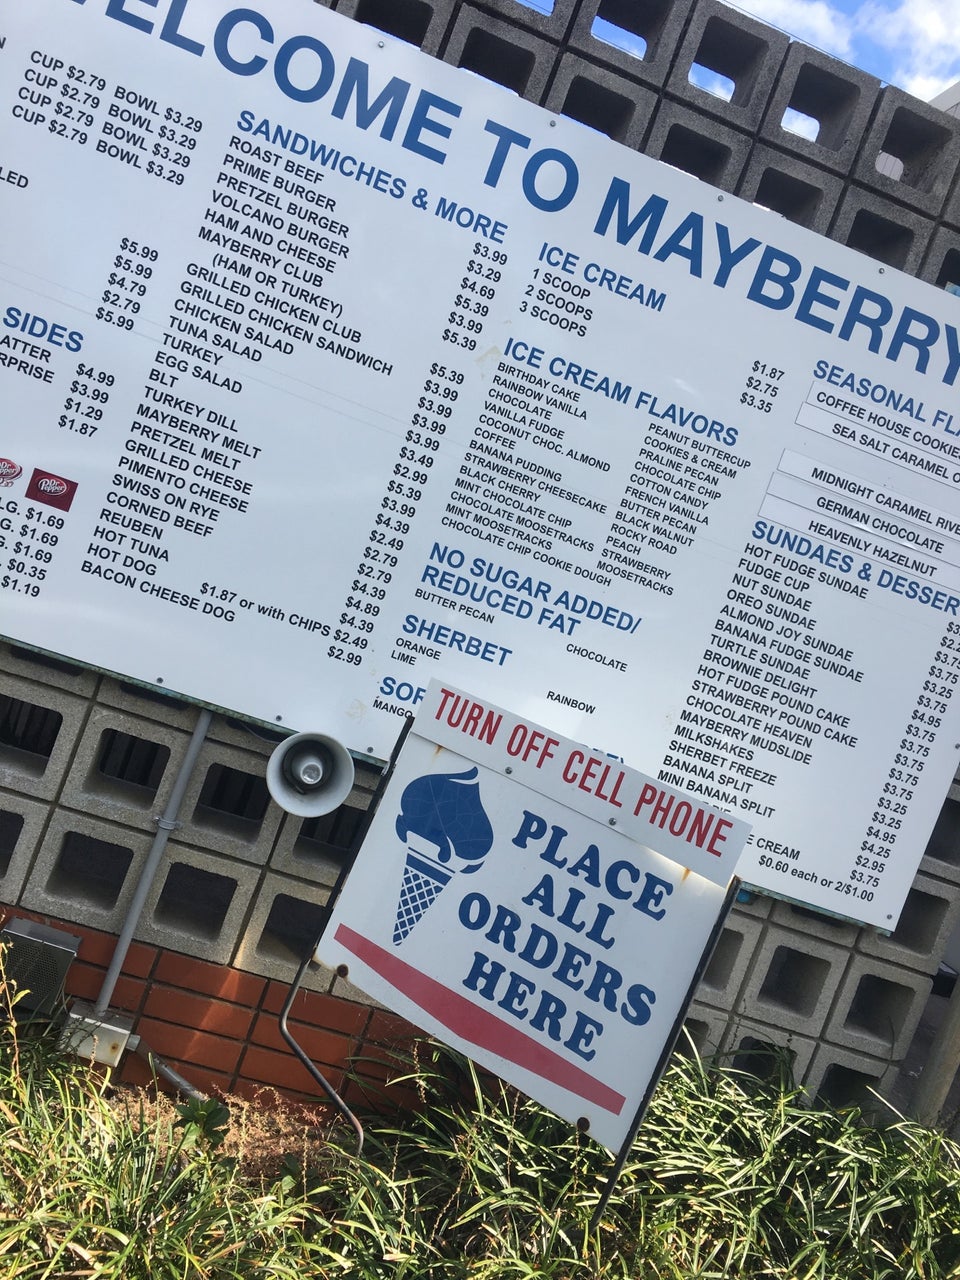 WELCOME TO MAYBERRY
CUP $2.79 BOWL $3.29
CUP $2.79 BOWL $3.29
CUP $2.79 BOWL $3.29
CUP $2.79 BOWL $3.29
$5.99
$5.99
$4.79
$2.79
$5.99
SIDES
$4.99
$3.99
$1.29
$1.87
Dr Pepper
Dr Pepper
LG. $1.69
G. $1.69
$1.69
$0.35
$1.19
SANDWICHES & MORE
ROAST BEEF
PRIME BURGER
PRETZEL BURGER
VOLCANO BURGER
HAM AND CHEESE
MAYBERRY CLUB
(HAM OR TURKEY)
GRILLED CHICKEN CLUB
GRILLED CHICKEN SANDWICH
CHICKEN SALAD
TUNA SALAD
TURKEY
EGG SALAD
BLT
TURKEY DILL
MAYBERRY MELT
PRETZEL MELT
GRILLED CHEESE
PIMENTO CHEESE
SWISS ON RYE
CORNED BEEF
REUBEN
HOT TUNA
HOT DOG $1.87 or with CHIPS $2.49
BACON CHEESE DOG $2.99
$3.99
$3.29
$4.69
$5.39
$3.99
$5.39
$5.39
$3.99
$3.99
$3.99
$3.49
$2.99
$5.39
$3.99
$4.39
$2.49
$2.79
$2.79
$4.39
$4.89
$4.39
ICE CREAM
1 SCOOP
2 SCOOPS
3 SCOOPS
$1.87
$2.75
$3.35
ICE CREAM FLAVORS
BIRTHDAY CAKE
RAINBOW VANILLA
CHOCOLATE
VANILLA FUDGE
COCONUT CHOC. ALMOND
COFFEE
BANANA PUDDING
STRAWBERRY CHEESECAKE
BLACK CHERRY
MINT CHOCOLATE CHIP
CHOCOLATE MOOSETRACKS
MINT MOOSETRACKS
CHOCOLATE CHIP COOKIE DOUGH
PEANUT BUTTERCUP
COOKIES & CREAM
PRALINE PECAN
CHOCOLATE CHIP
COTTON CANDY
FRENCH VANILLA
BUTTER PECAN
BLACK WALNUT
ROCKY ROAD
PEACH
STRAWBERRY
MOOSETRACKS
NO SUGAR ADDED/
REDUCED FAT
BUTTER PECAN
CHOCOLATE
SHERBET
ORANGE
LIME
RAINBOW
MANGO
SEASONAL
COFFEE HOUSE
SEA SALT CARAMEL
MIDNIGHT CARAMEL
GERMAN CHOCOLATE
HEAVENLY HAZELNUT
SUNDAES &
HOT FUDGE SUNDAE
FUDGE CUP
NUT SUNDAE
OREO SUNDAE
ALMOND JOY SUNDAE
BANANA FUDGE SUNDAE
TURTLE SUNDAE
BROWNIE DELIGHT
HOT FUDGE POUND CAKE
STRAWBERRY POUND CAKE
CHOCOLATE HEAVEN
MAYBERRY MUDSLIDE
MILKSHAKES
SHERBET FREEZE
BANANA SPLIT
MINI BANANA SPLIT
CREAM
$0.60 each or 2/$1.00
$3.75
$3.75
$3.25
$3.75
$4.95
$3.75
$3.75
$3.75
$3.75
$3.75
$3.25
$3.25
$4.95
$4.25
$2.95
$3.75
TURN OFF CELL PHONE
PLACE
ALL
ORDERS
HERE